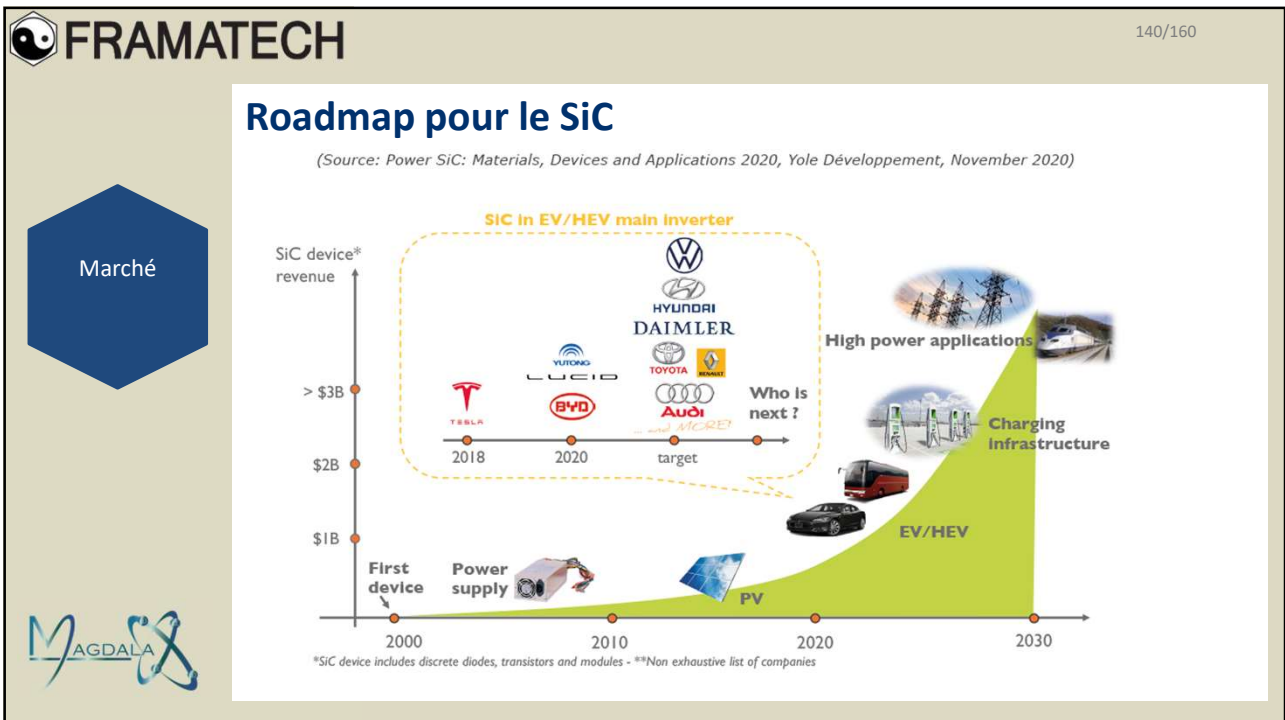 FRAMATECH
140/160
Roadmap pour le SiC
(Source: Power SiC: Materials, Devices and Applications 2020, Yole Développement, November 2020)
Marché
SiC in EV/HEV main inverter
SiC device*
revenue
> $3B
$2B
$1B
TESLA
2018
YUTONG
LUCID
BYD
2020
HYUNDAI
DAIMLER
TOYOTA
RENAULT
Audi
... and MORE!
target
Who is
next ?
High power applications
Charging
infrastructure
EV/HEV
PV
Power
supply
First
device
2000
2010
2020
2030
*SiC device includes discrete diodes, transistors and modules - **Non exhaustive list of companies
MAGDALA